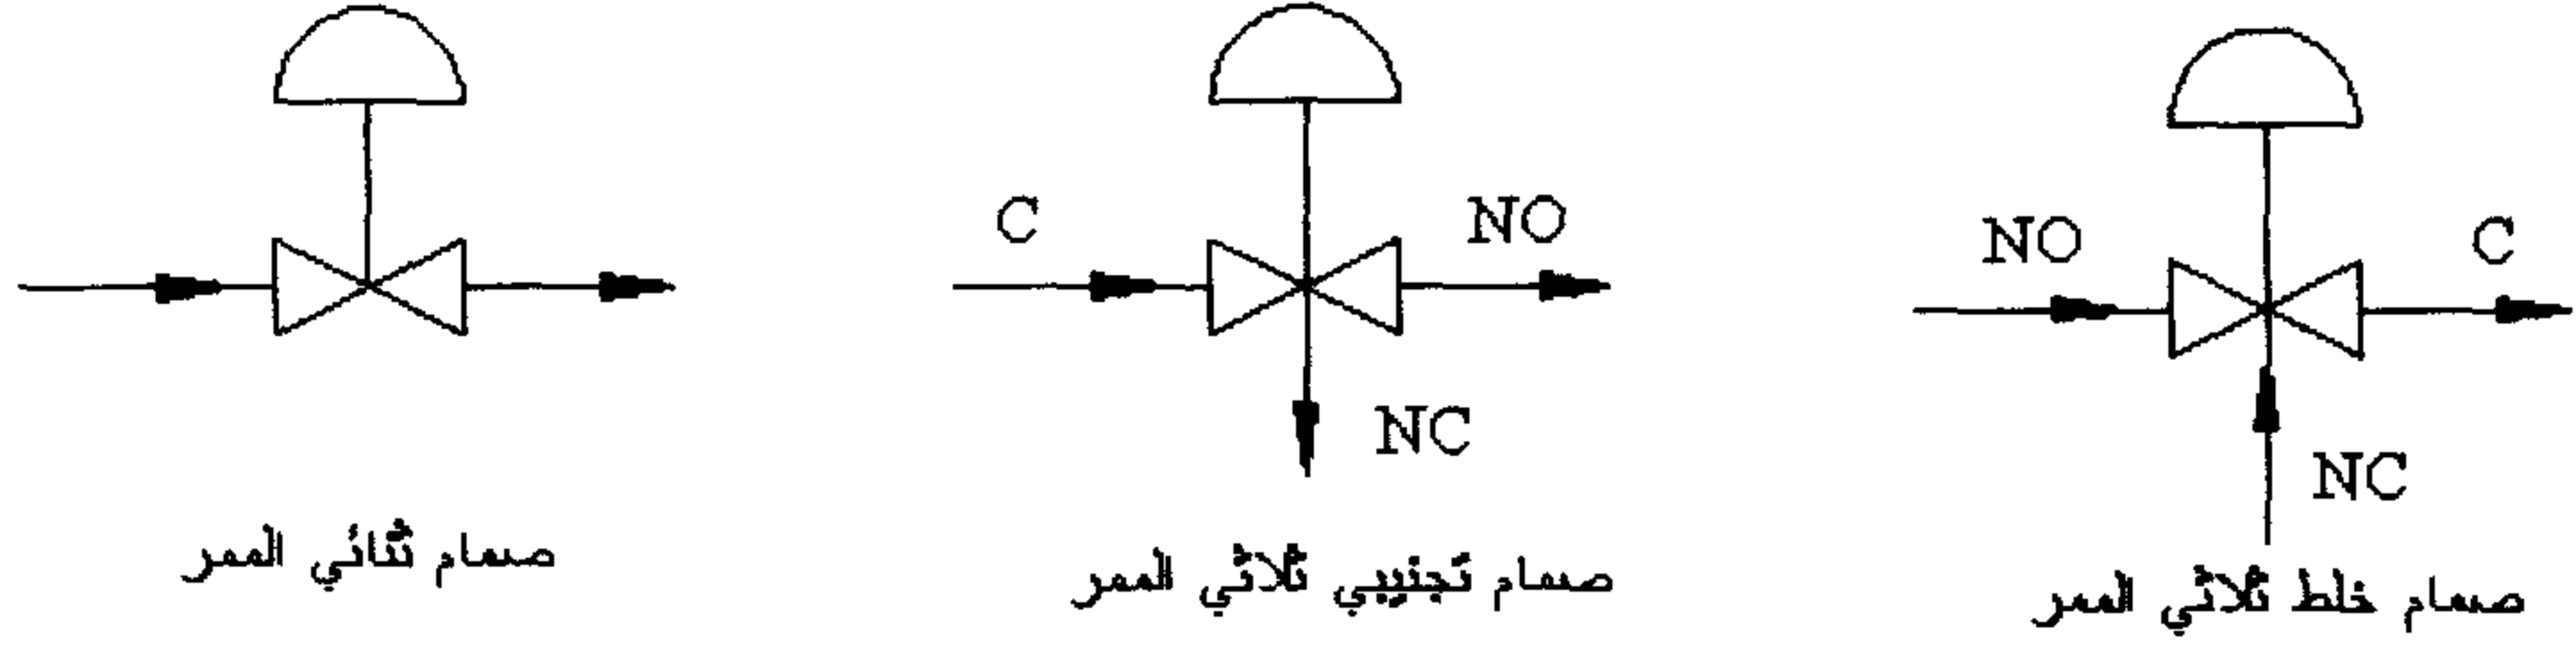 C
NO
NC
NO
C
NC
صمام ثنائي الممر
صمام تجنيبي ثلاثي الممر
صمام خلط ثلاثي الممر